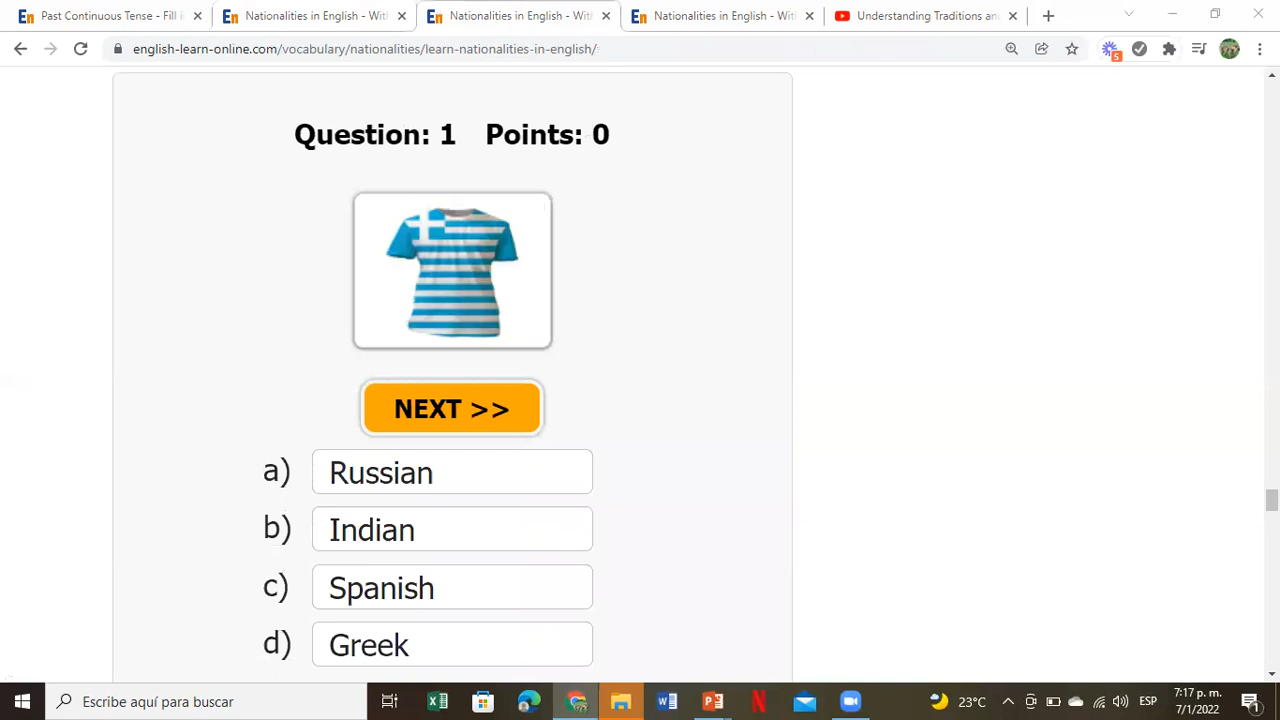 Past Continuous Tense - Fill i
Nationalities in English - Wit
Nationalities in English - Wit
Nationalities in English - Wit
Understanding Traditions an
english-learn-online.com/vocabulary/nationalities/learn-nationalities-in-english/
5
Question: 1 Points: 0
NEXT >>
a) Russian
b) Indian
c) Spanish
d) Greek
Escribe aquí para buscar
23°C
ESP
7:17 p. m.
7/1/2022
1